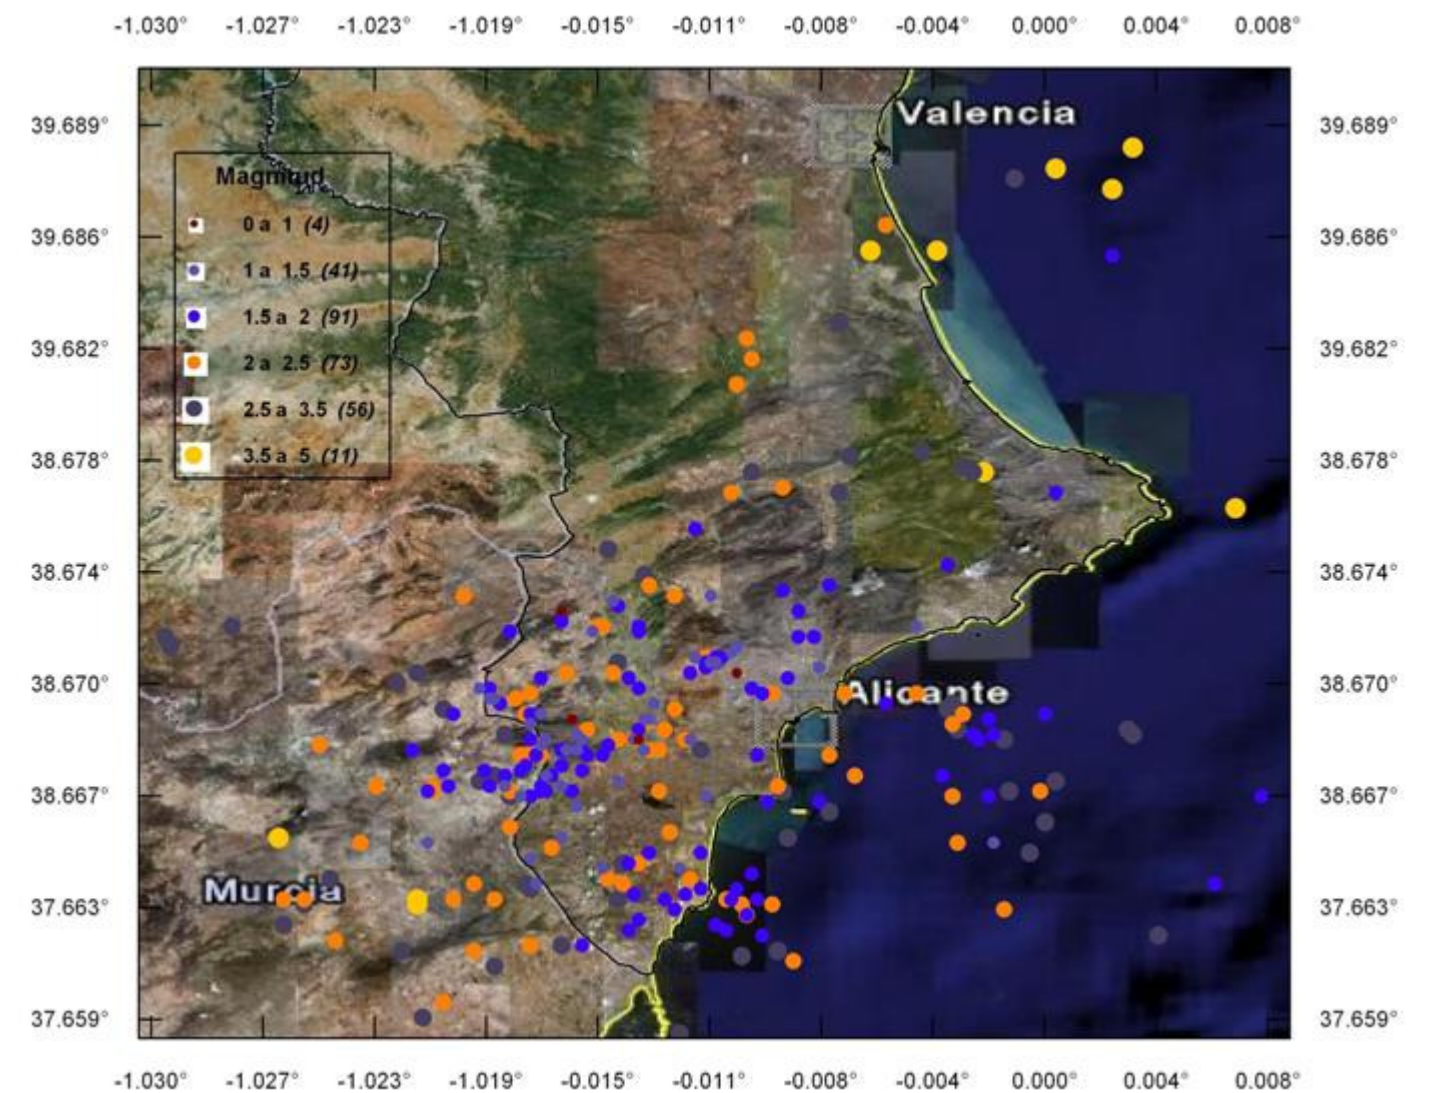 -1.030° -1.027° -1.023° -1.019° -0.015° -0.011° -0.008° -0.004° 0.000° 0.004° 0.008°
Valencia
39.689° 39.689°
Magnitud
0 a 1 (4)
39.686° 39.686°
1 a 1.5 (41)
1.5 a 2 (91)
39.682° 39.682°
2 a 2.5 (73)
2.5 a 3.5 (56)
3.5 a 5 (11)
38.678° 38.678°
38.674° 38.674°
38.670° 38.670°
Alicante
38.667° 38.667°
Murcia
37.663° 37.663°
37.659° 37.659°
-1.030° -1.027° -1.023° -1.019° -0.015° -0.011° -0.008° -0.004° 0.000° 0.004° 0.008°